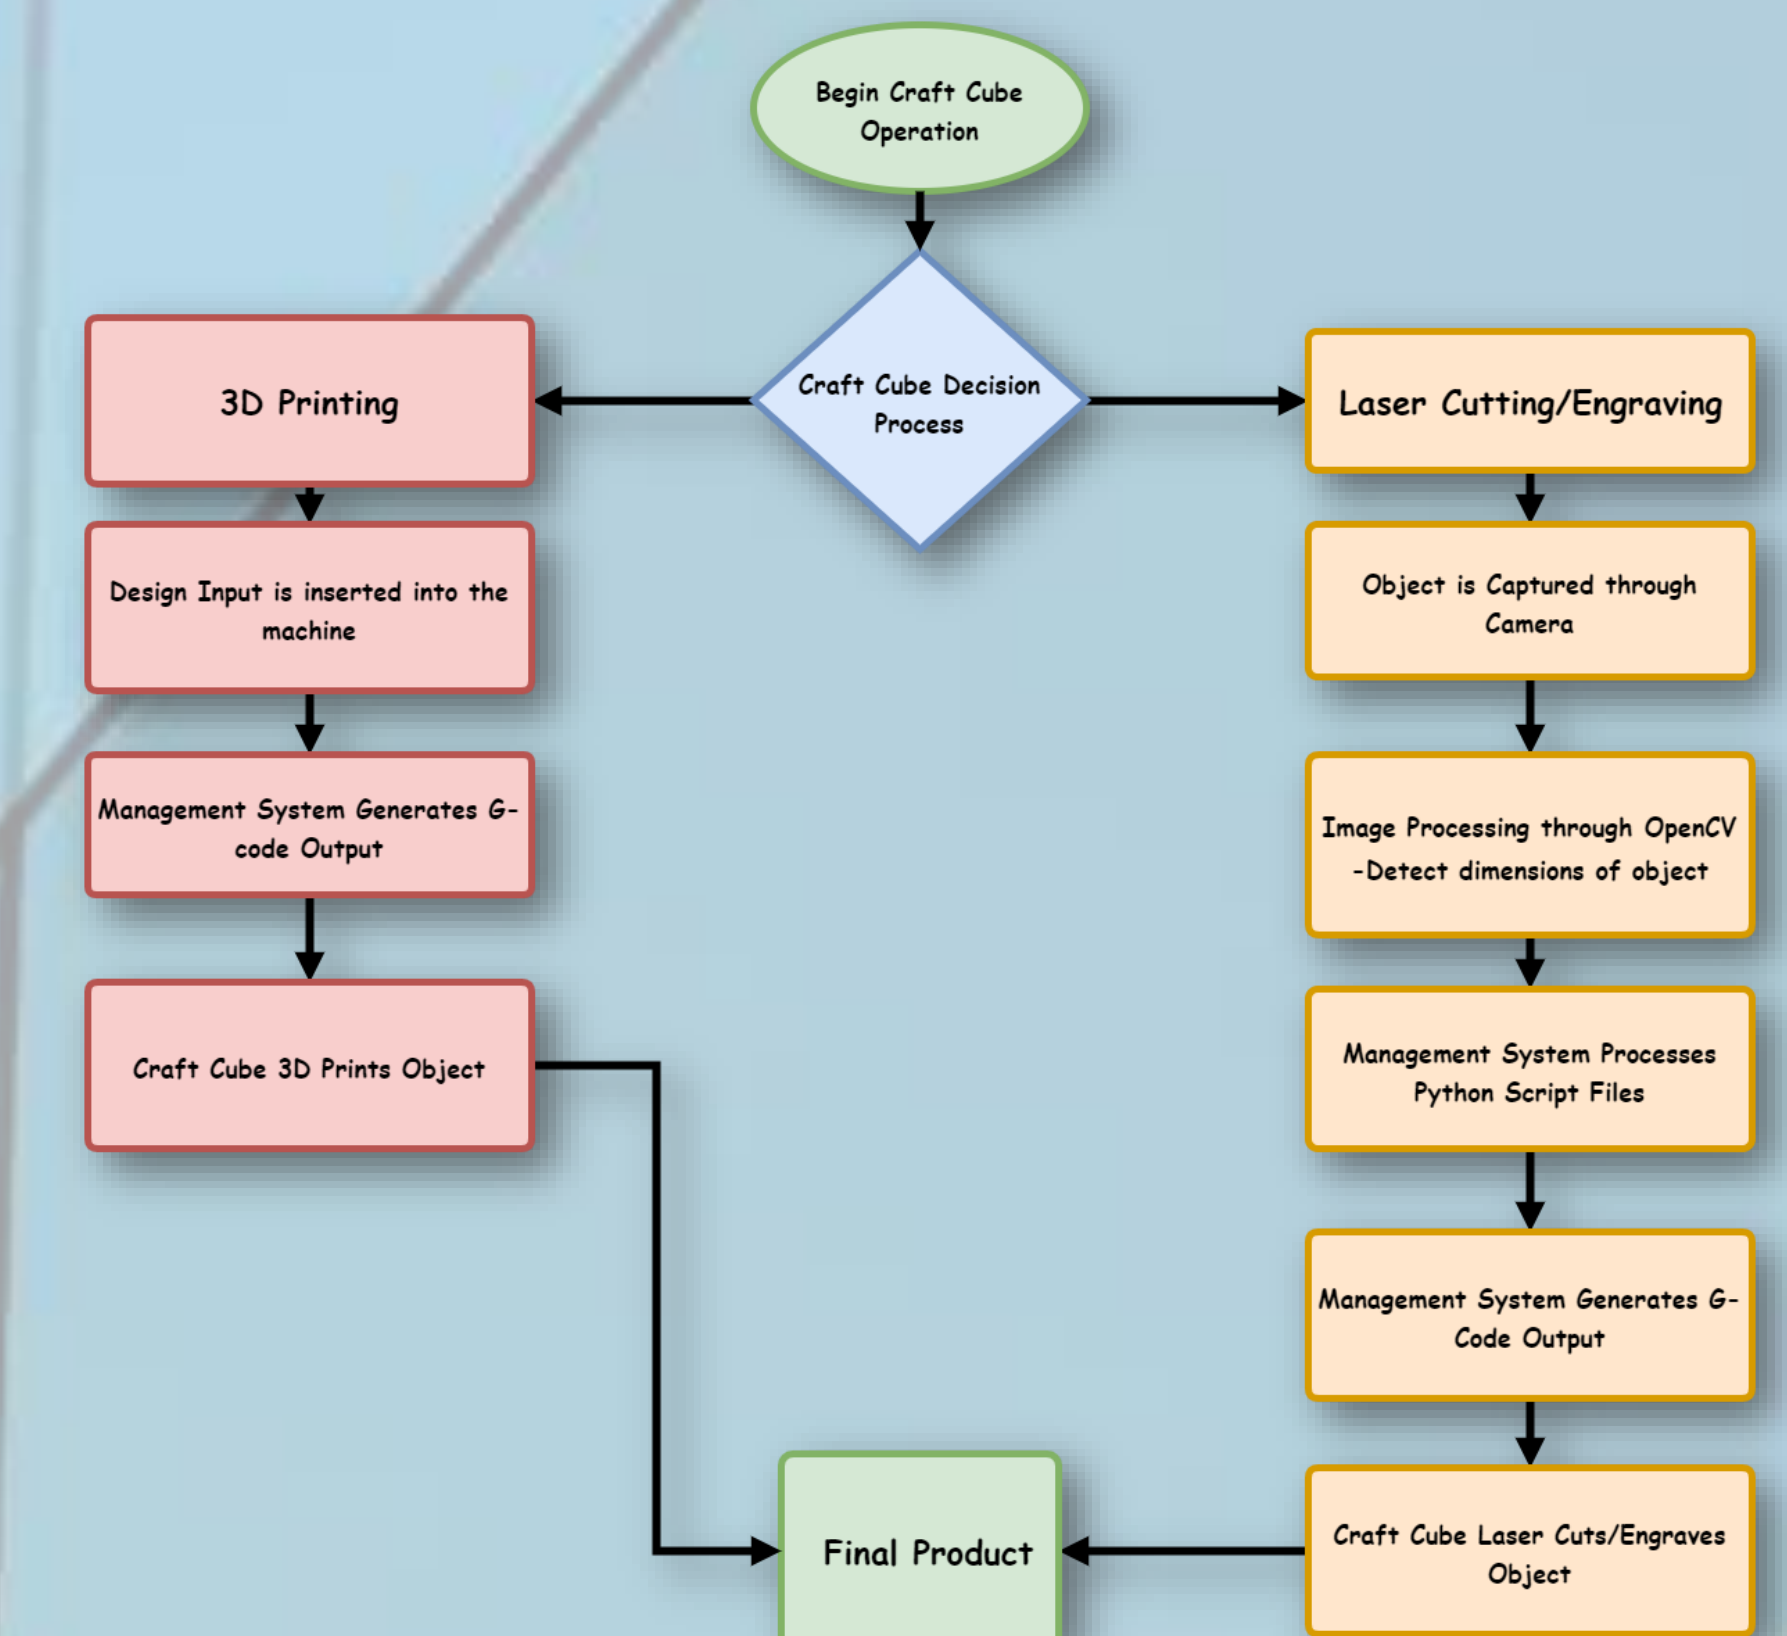 Begin Craft Cube
Operation
Craft Cube Decision
Process
3D Printing
Design Input is inserted into the
machine
Management System Generates G-
code Output
Craft Cube 3D Prints Object
Laser Cutting/Engraving
Object is Captured through
Camera
Image Processing through OpenCV
-Detect dimensions of object
Management System Processes
Python Script Files
Management System Generates G-
Code Output
Craft Cube Laser Cuts/Engraves
Object
Final Product